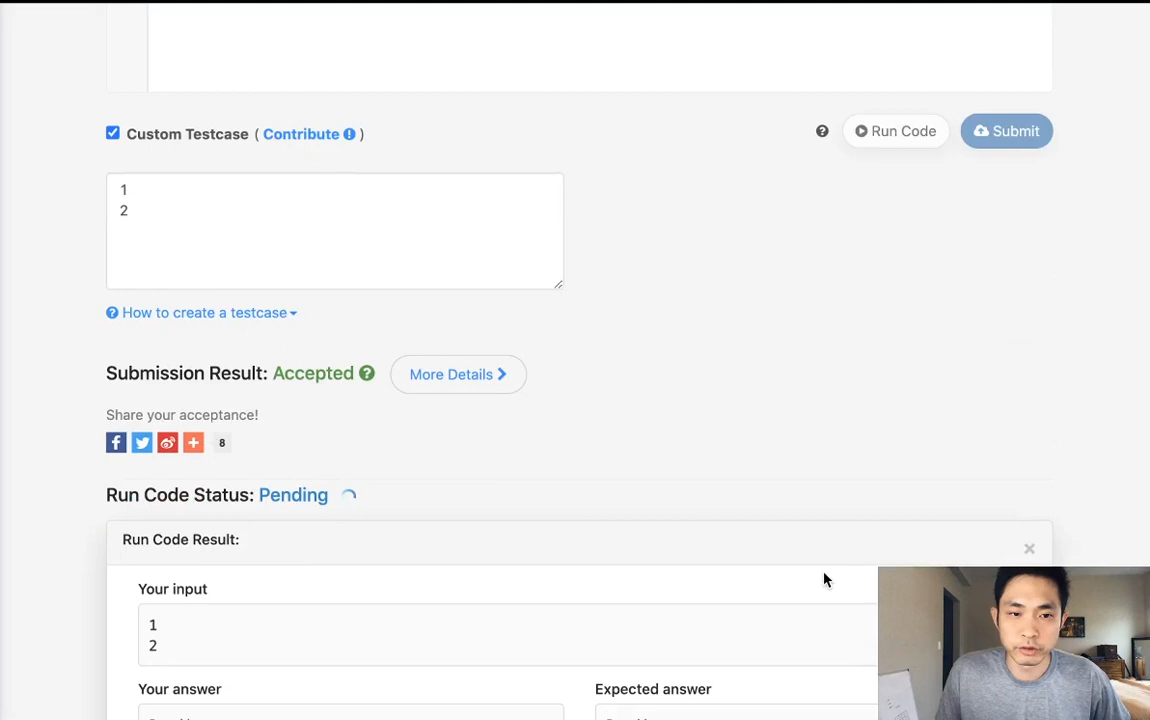 Custom Testcase ( Contribute )
Run Code
Submit
1
2
How to create a testcase
Submission Result: Accepted
More Details
Share your acceptance!
8
Run Code Status: Pending
Run Code Result:
×
Your input
1
2
Your answer
Expected answer